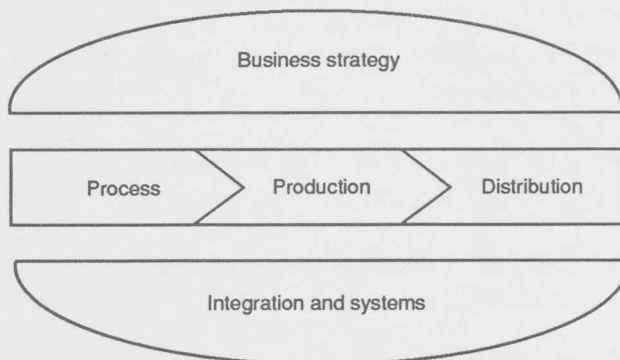 Business strategy
Process
Production
Distribution
Integration and systems